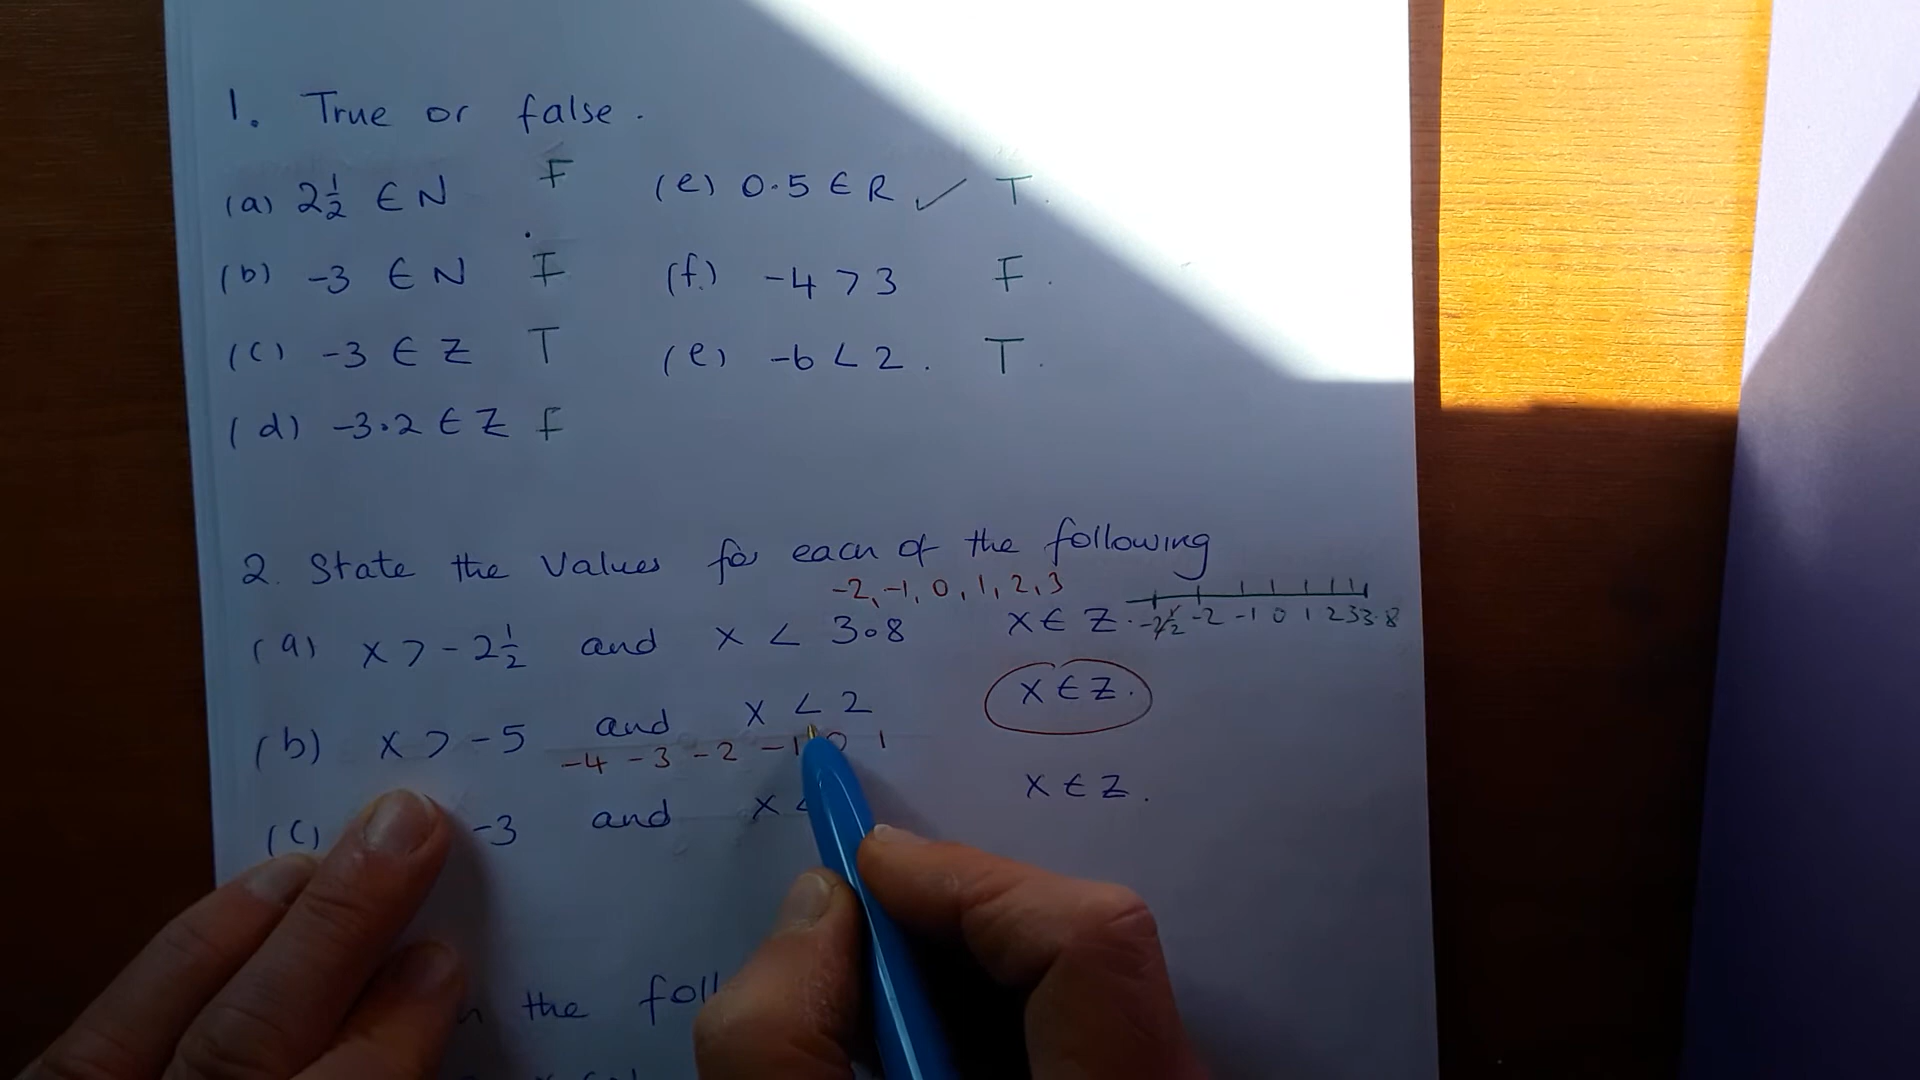 1. True or false.
(a) 2½ ∈ N F (e) 0.5 ∈ R ✓ T.
(b) -3 ∈ N F (f.) -4 > 3 F.
(c) -3 ∈ Z T (e) -6 < 2. T.
(d) -3.2 ∈ Z F
2. State the values for each of the following
-2, -1, 0, 1, 2, 3
(a) x > -2½ and x < 3.8 x ∈ Z. -2½ -2 -1 0 1 2 3 3.8
(b) x > -5 and x < 2 x ∈ Z.
-4 -3 -2 -1 0 1
(c) -3 and x < x ∈ Z.
the